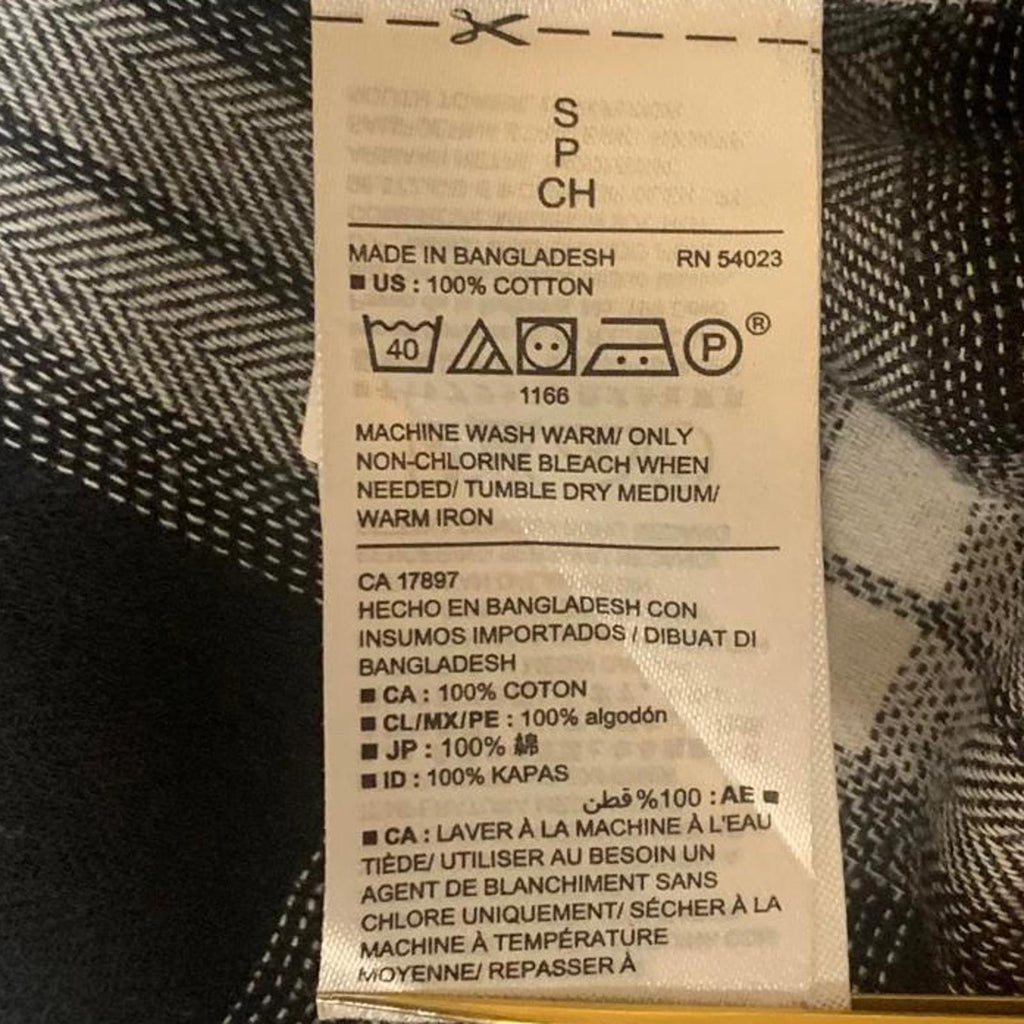 S
P
CH
MADE IN BANGLADESH RN 54023
■ US : 100% COTTON
40 P ®
1166
MACHINE WASH WARM/ ONLY
NON-CHLORINE BLEACH WHEN
NEEDED/ TUMBLE DRY MEDIUM/
WARM IRON
CA 17897
HECHO EN BANGLADESH CON
INSUMOS IMPORTADOS / DIBUAT DI
BANGLADESH
■ CA : 100% COTON
■ CL/MX/PE : 100% algodón
■ JP : 100% 綿
■ ID : 100% KAPAS
■ AE: 100% قطن
■ CA : LAVER À LA MACHINE À L'EAU
TIÈDE/ UTILISER AU BESOIN UN
AGENT DE BLANCHIMENT SANS
CHLORE UNIQUEMENT/ SÉCHER À LA
MACHINE À TEMPÉRATURE
MOYENNE/ REPASSER À